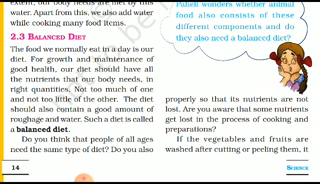 extent, our body needs are met by this
water. Apart from this, we also add water
while cooking many food items.
2.3 BALANCED DIET
The food we normally eat in a day is our
diet. For growth and maintenance of
good health, our diet should have all
the nutrients that our body needs, in
right quantities. Not too much of one
and not too little of the other. The diet
should also contain a good amount of
roughage and water. Such a diet is called
a balanced diet.
Do you think that people of all ages
need the same type of diet? Do you also
Paheli wonders whether animal
food also consists of these
different components and do
they also need a balanced diet?
properly so that its nutrients are not
lost. Are you aware that some nutrients
get lost in the process of cooking and
preparations?
If the vegetables and fruits are
washed after cutting or peeling them, it
14
SCIENCE